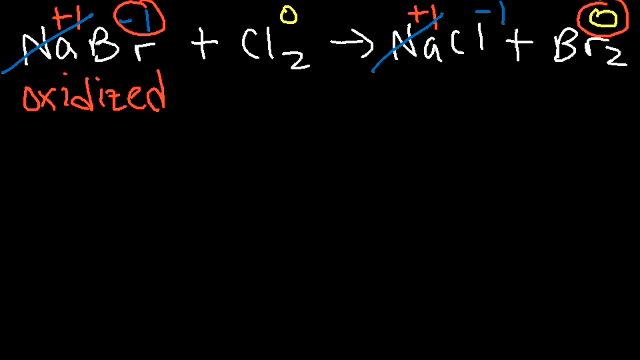 +1 -1 0 +1 -1 0
NaBr + Cl2 → NaCl + Br2
oxidized